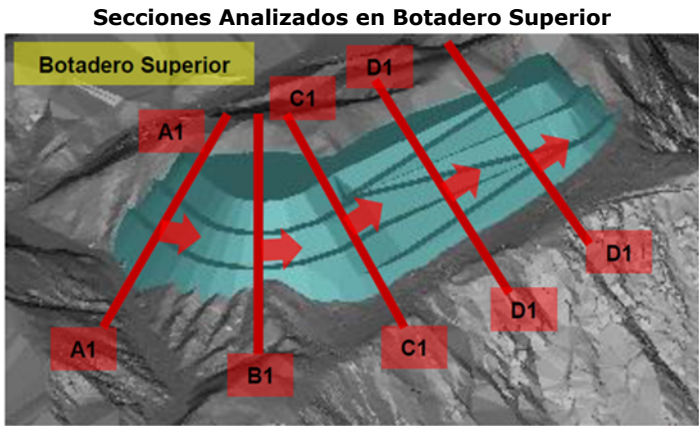 Secciones Analizados en Botadero Superior
Botadero Superior
D1
C1
A1
D1
D1
A1
C1
B1